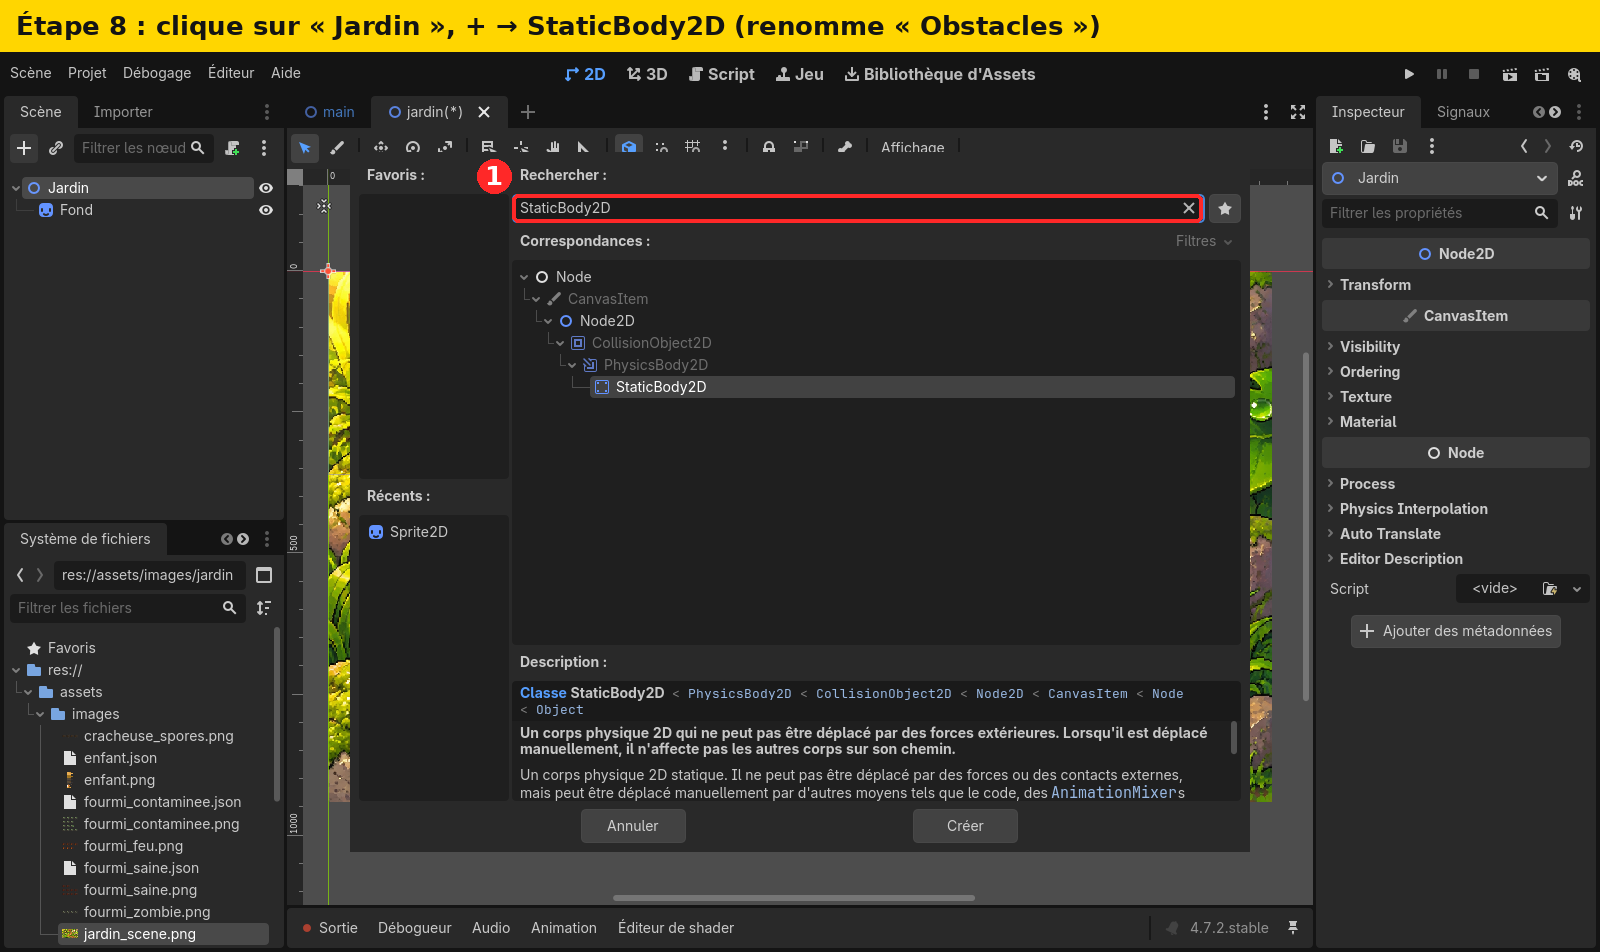 Étape 8 : clique sur « Jardin », + → StaticBody2D (renomme « Obstacles »)
Scène Projet Débogage Éditeur Aide
2D 3D Script Jeu Bibliothèque d'Assets
Scène Importer
main jardin(*)
Inspecteur Signaux
Filtrer les nœud
Affichage
Jardin
Fond
Jardin
Filtrer les propriétés
Node2D
Transform
CanvasItem
Visibility
Ordering
Texture
Material
Node
Process
Physics Interpolation
Auto Translate
Editor Description
Script <vide>
Ajouter des métadonnées
0
0
500
1000
Favoris :
1
Rechercher :
StaticBody2D
Correspondances :
Filtres
Node
CanvasItem
Node2D
CollisionObject2D
PhysicsBody2D
StaticBody2D
Récents :
Sprite2D
Description :
Classe StaticBody2D < PhysicsBody2D < CollisionObject2D < Node2D < CanvasItem < Node
< Object
Un corps physique 2D qui ne peut pas être déplacé par des forces extérieures. Lorsqu'il est déplacé
manuellement, il n'affecte pas les autres corps sur son chemin.
Un corps physique 2D statique. Il ne peut pas être déplacé par des forces ou des contacts externes,
mais peut être déplacé manuellement par d'autres moyens tels que le code, des AnimationMixers
Annuler Créer
Système de fichiers
res://assets/images/jardin
Filtrer les fichiers
Favoris
res://
assets
images
cracheuse_spores.png
enfant.json
enfant.png
fourmi_contaminee.json
fourmi_contaminee.png
fourmi_feu.png
fourmi_saine.json
fourmi_saine.png
fourmi_zombie.png
jardin_scene.png
Sortie Débogueur Audio Animation Éditeur de shader
4.7.2.stable